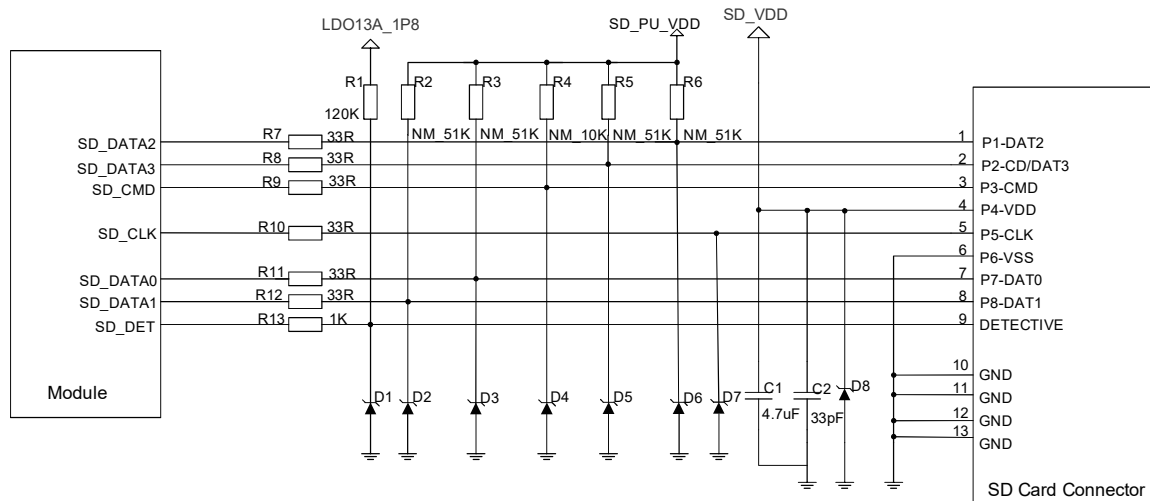 LDO13A_1P8
SD_PU_VDD
SD_VDD
R1 R2 R3 R4 R5 R6
120K
NM_51K NM_51K NM_10K NM_51K NM_51K
SD_DATA2 R7 33R 1 P1-DAT2
SD_DATA3 R8 33R 2 P2-CD/DAT3
SD_CMD R9 33R 3 P3-CMD
4 P4-VDD
SD_CLK R10 33R 5 P5-CLK
6 P6-VSS
SD_DATA0 R11 33R 7 P7-DAT0
SD_DATA1 R12 33R 8 P8-DAT1
SD_DET R13 1K 9 DETECTIVE
10 GND
11 GND
12 GND
13 GND
D1 D2 D3 D4 D5 D6 D7 C1 C2 D8
4.7uF 33pF
Module
SD Card Connector